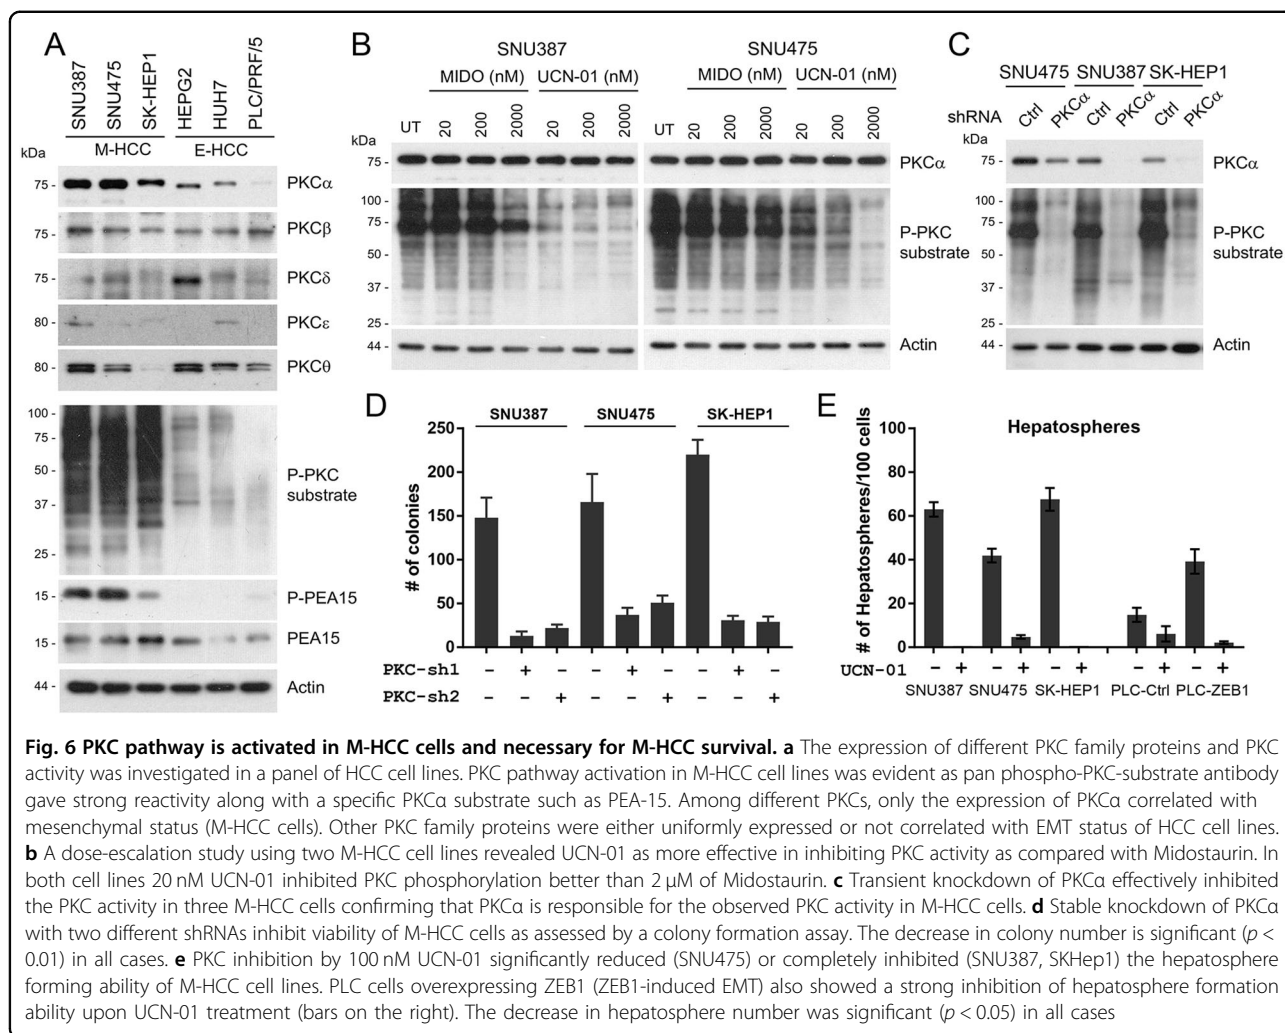 A
SNU387
SNU475
SK-HEP1
HEPG2
HUH7
PLC/PRF/5
kDa
M-HCC
E-HCC
75 -
PKCα
75 -
PKCβ
75 -
PKCδ
80 -
PKCε
80 -
PKCθ
100 -
75 -
50 -
37 -
25 -
P-PKC
substrate
15 -
P-PEA15
15 -
PEA15
44 -
Actin
B
SNU387
SNU475
MIDO (nM)
UCN-01 (nM)
MIDO (nM)
UCN-01 (nM)
kDa
UT
20
200
2000
20
200
2000
UT
20
200
2000
20
200
2000
75 -
PKCα
100 -
75 -
50 -
37 -
25 -
P-PKC
substrate
44 -
Actin
C
SNU475
SNU387
SK-HEP1
shRNA
Ctrl
PKCα
Ctrl
PKCα
Ctrl
PKCα
kDa
75 -
PKCα
100 -
75 -
50 -
37 -
25 -
P-PKC
substrate
44 -
Actin
D
SNU387
SNU475
SK-HEP1
# of colonies
250
200
150
100
50
0
PKC-sh1 – + – – + – – + –
PKC-sh2 – – + – – + – – +
E
Hepatospheres
# of Hepatospheres/100 cells
100
80
60
40
20
0
UCN-01 – + – + – + – + – +
SNU387 SNU475 SK-HEP1 PLC-Ctrl PLC-ZEB1
Fig. 6 PKC pathway is activated in M-HCC cells and necessary for M-HCC survival. a The expression of different PKC family proteins and PKC
activity was investigated in a panel of HCC cell lines. PKC pathway activation in M-HCC cell lines was evident as pan phospho-PKC-substrate antibody
gave strong reactivity along with a specific PKCα substrate such as PEA-15. Among different PKCs, only the expression of PKCα correlated with
mesenchymal status (M-HCC cells). Other PKC family proteins were either uniformly expressed or not correlated with EMT status of HCC cell lines.
b A dose-escalation study using two M-HCC cell lines revealed UCN-01 as more effective in inhibiting PKC activity as compared with Midostaurin. In
both cell lines 20 nM UCN-01 inhibited PKC phosphorylation better than 2 µM of Midostaurin. c Transient knockdown of PKCα effectively inhibited
the PKC activity in three M-HCC cells confirming that PKCα is responsible for the observed PKC activity in M-HCC cells. d Stable knockdown of PKCα
with two different shRNAs inhibit viability of M-HCC cells as assessed by a colony formation assay. The decrease in colony number is significant (p <
0.01) in all cases. e PKC inhibition by 100 nM UCN-01 significantly reduced (SNU475) or completely inhibited (SNU387, SKHep1) the hepatosphere
forming ability of M-HCC cell lines. PLC cells overexpressing ZEB1 (ZEB1-induced EMT) also showed a strong inhibition of hepatosphere formation
ability upon UCN-01 treatment (bars on the right). The decrease in hepatosphere number was significant (p < 0.05) in all cases